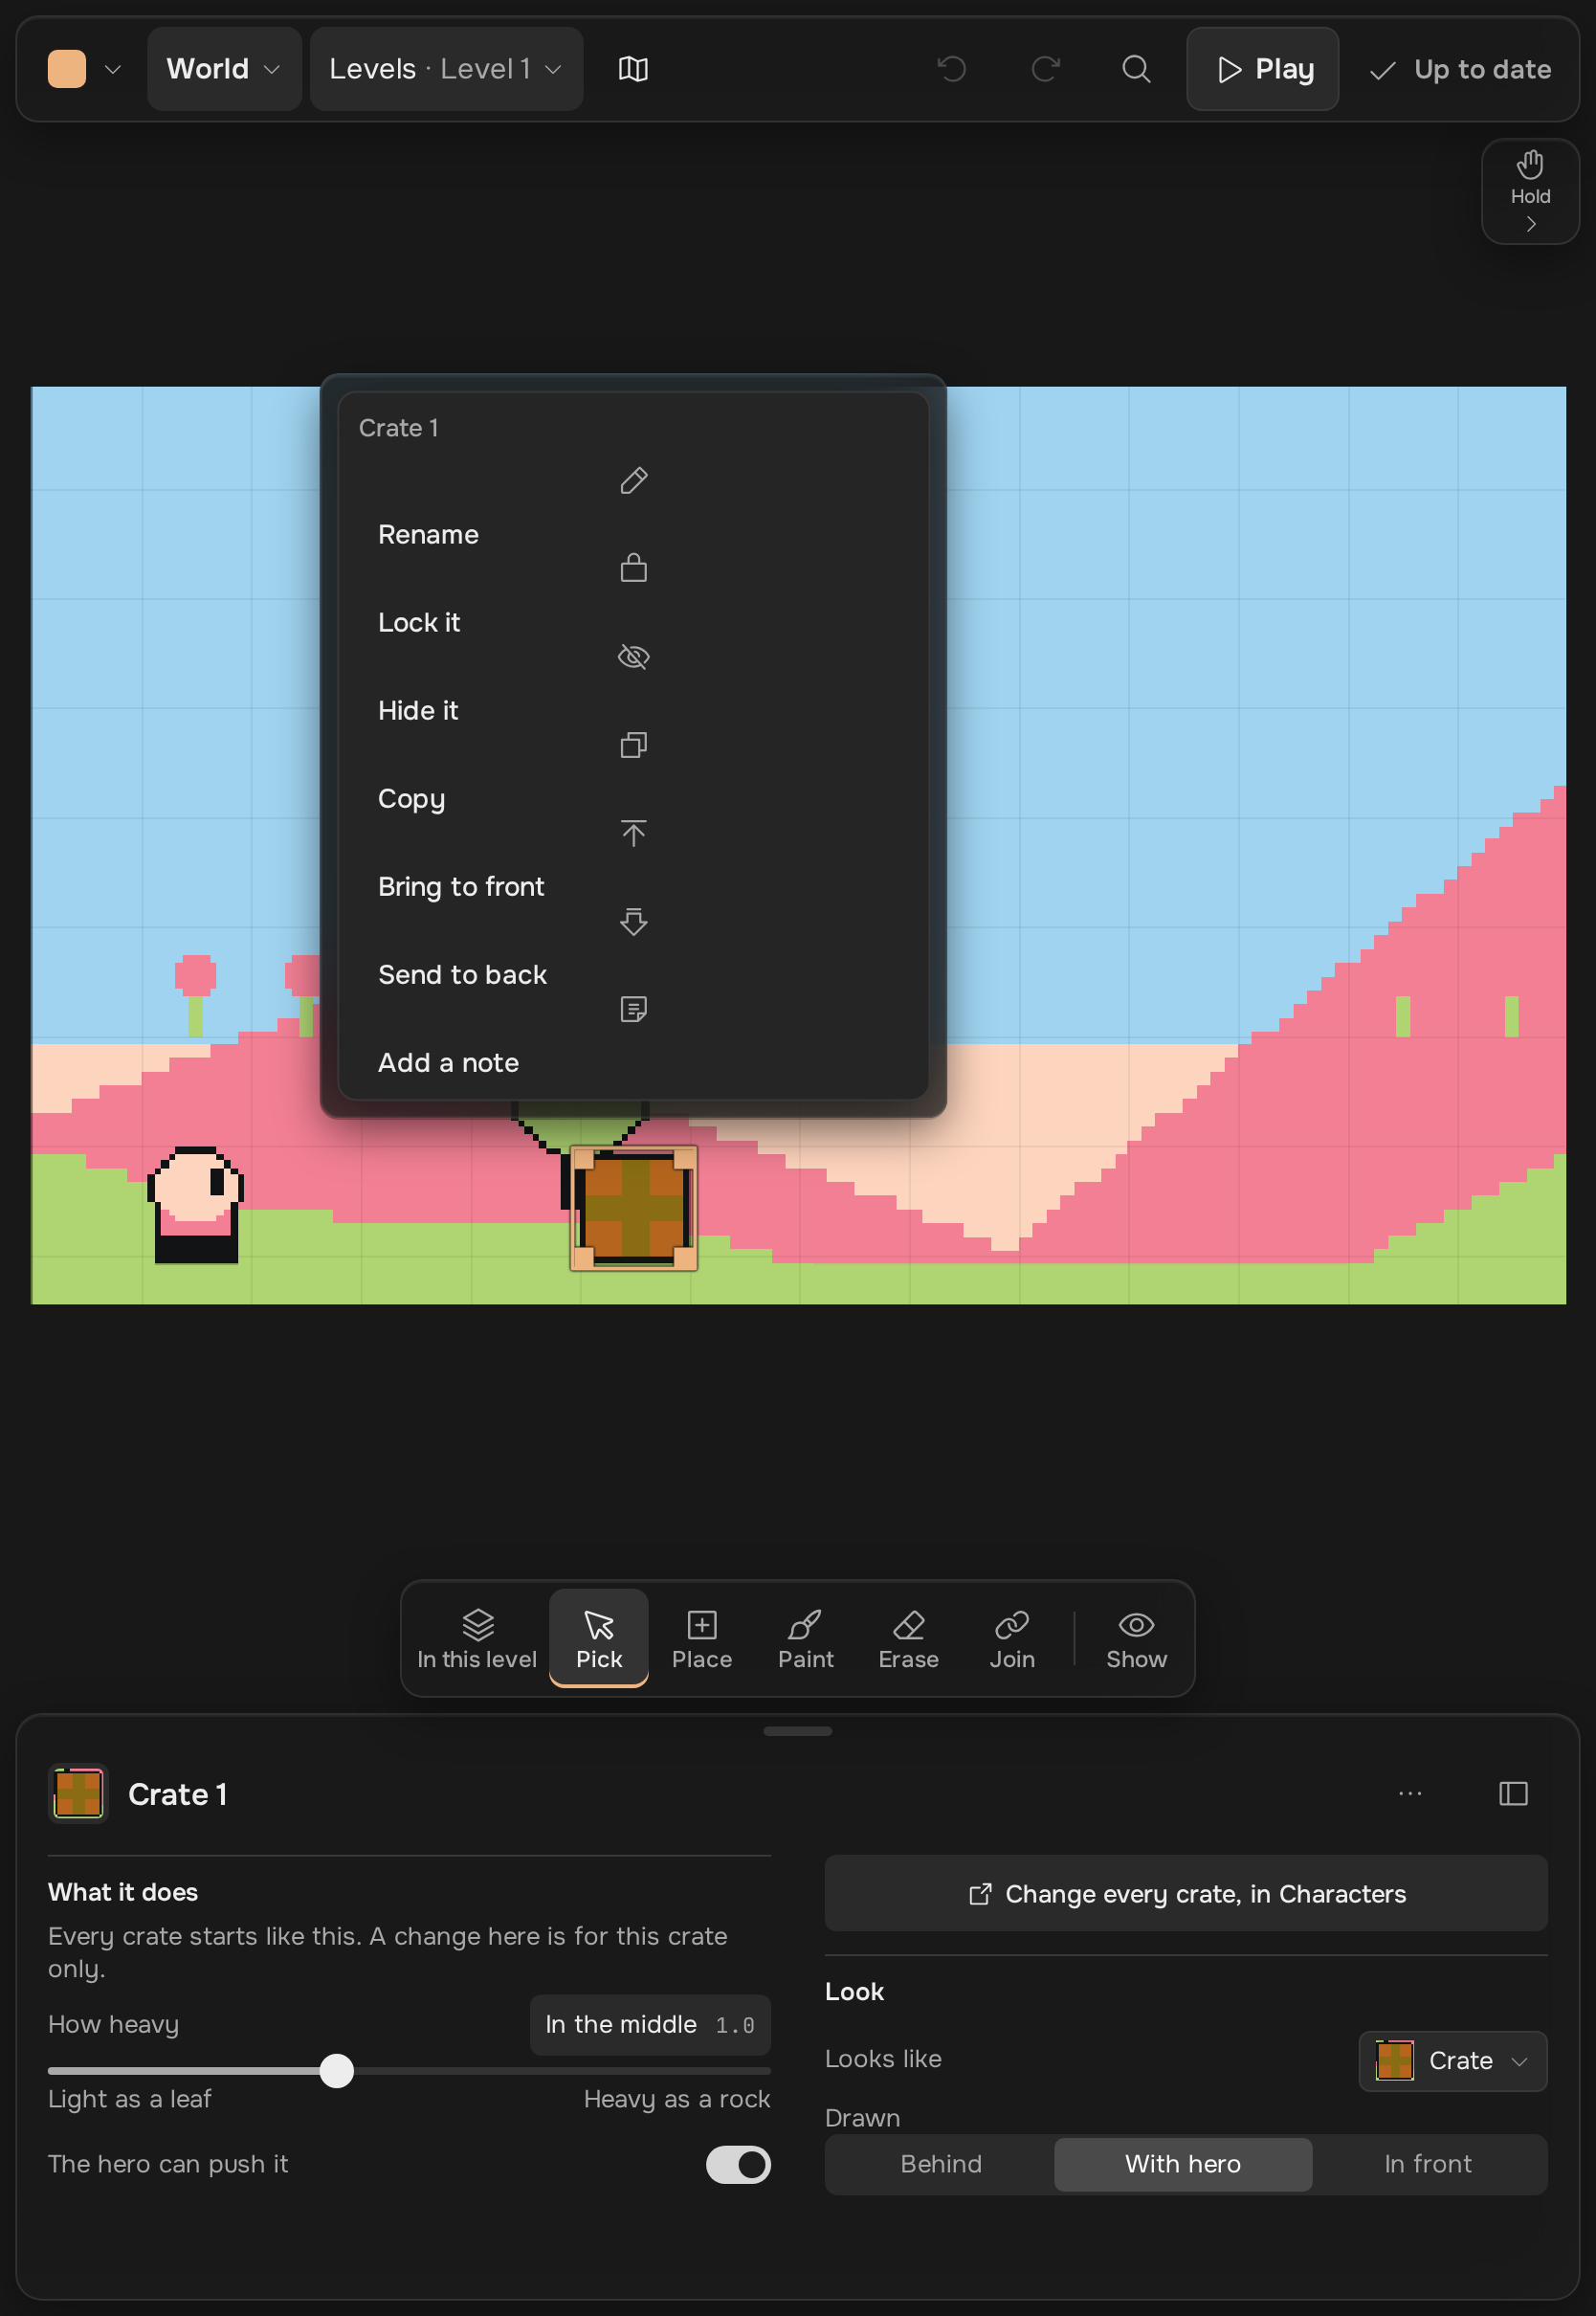 World
Levels · Level 1
Play
Up to date
Hold
Crate 1
Rename
Lock it
Hide it
Copy
Bring to front
Send to back
Add a note
In this level
Pick
Place
Paint
Erase
Join
Show
Crate 1
What it does
Every crate starts like this. A change here is for this crate
only.
How heavy
In the middle 1.0
Light as a leaf
Heavy as a rock
The hero can push it
Change every crate, in Characters
Look
Looks like
Crate
Drawn
Behind
With hero
In front